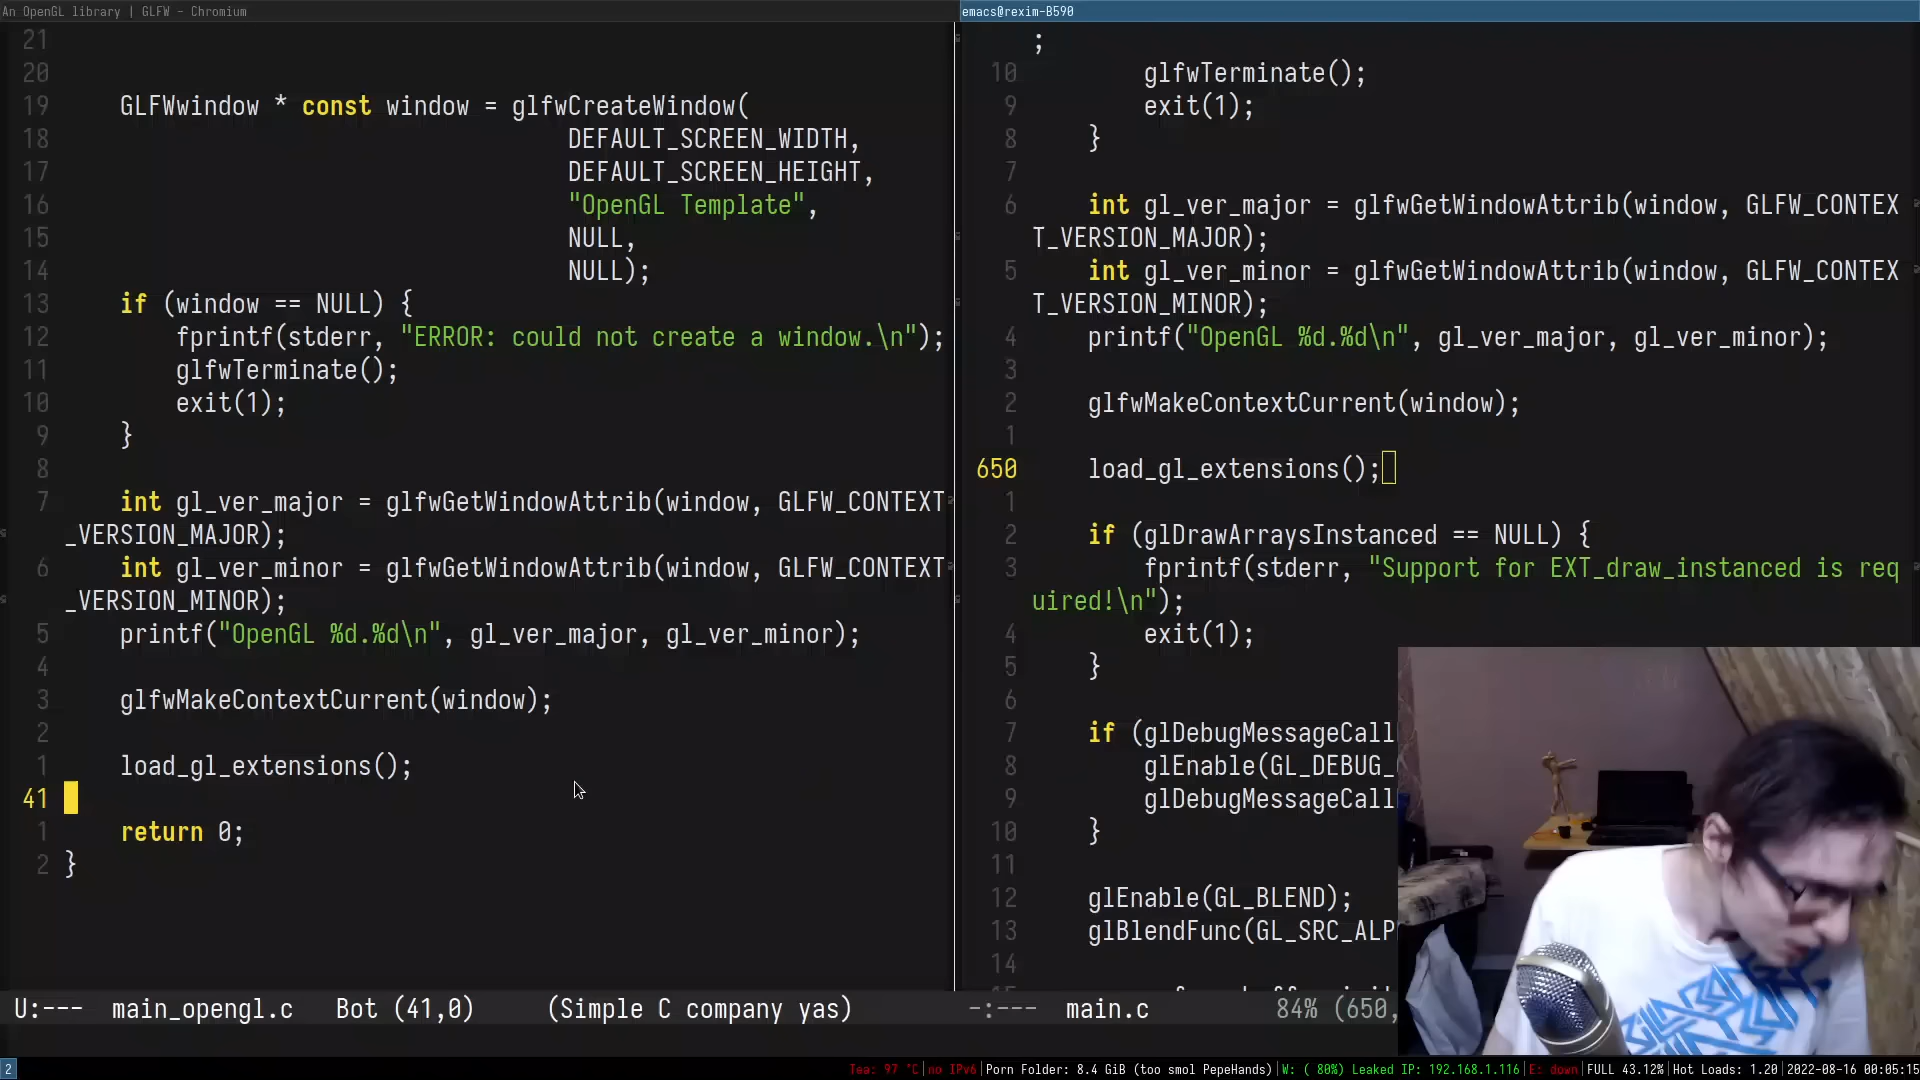 An OpenGL library | GLFW - Chromium
emacs@rexim-B590
21
20
19 GLFWwindow * const window = glfwCreateWindow(
18 DEFAULT_SCREEN_WIDTH,
17 DEFAULT_SCREEN_HEIGHT,
16 "OpenGL Template",
15 NULL,
14 NULL);
13 if (window == NULL) {
12 fprintf(stderr, "ERROR: could not create a window.\n");
11 glfwTerminate();
10 exit(1);
9 }
8
7 int gl_ver_major = glfwGetWindowAttrib(window, GLFW_CONTEXT
_VERSION_MAJOR);
6 int gl_ver_minor = glfwGetWindowAttrib(window, GLFW_CONTEXT
_VERSION_MINOR);
5 printf("OpenGL %d.%d\n", gl_ver_major, gl_ver_minor);
4
3 glfwMakeContextCurrent(window);
2
1 load_gl_extensions();
41
1 return 0;
2 }
U:--- main_opengl.c Bot (41,0) (Simple C company yas)
;
10 glfwTerminate();
9 exit(1);
8 }
7
6 int gl_ver_major = glfwGetWindowAttrib(window, GLFW_CONTEX
T_VERSION_MAJOR);
5 int gl_ver_minor = glfwGetWindowAttrib(window, GLFW_CONTEX
T_VERSION_MINOR);
4 printf("OpenGL %d.%d\n", gl_ver_major, gl_ver_minor);
3
2 glfwMakeContextCurrent(window);
1
650 load_gl_extensions();
1
2 if (glDrawArraysInstanced == NULL) {
3 fprintf(stderr, "Support for EXT_draw_instanced is req
uired!\n");
4 exit(1);
5 }
6
7 if (glDebugMessageCall
8 glEnable(GL_DEBUG_
9 glDebugMessageCall
10 }
11
12 glEnable(GL_BLEND);
13 glBlendFunc(GL_SRC_ALP
14
-:--- main.c 84% (650,
2
Tea: 97 °C|no IPv6|Porn Folder: 8.4 GiB (too smol PepeHands)|W: ( 80%) Leaked IP: 192.168.1.116|E: down|FULL 43.12%|Hot Loads: 1.20|2022-08-16 00:05:15